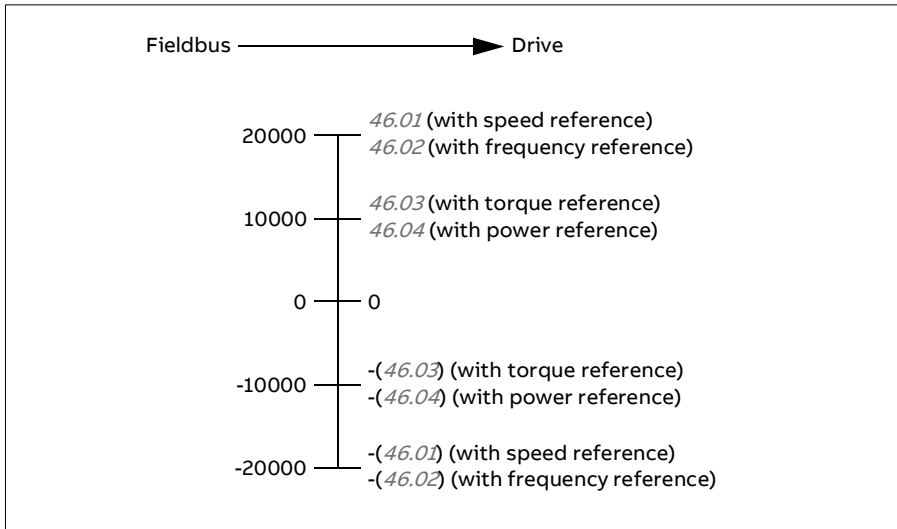 Fieldbus Drive
20000
46.01 (with speed reference)
46.02 (with frequency reference)
10000
46.03 (with torque reference)
46.04 (with power reference)
0 0
-10000
-(46.03) (with torque reference)
-(46.04) (with power reference)
-20000
-(46.01) (with speed reference)
-(46.02) (with frequency reference)